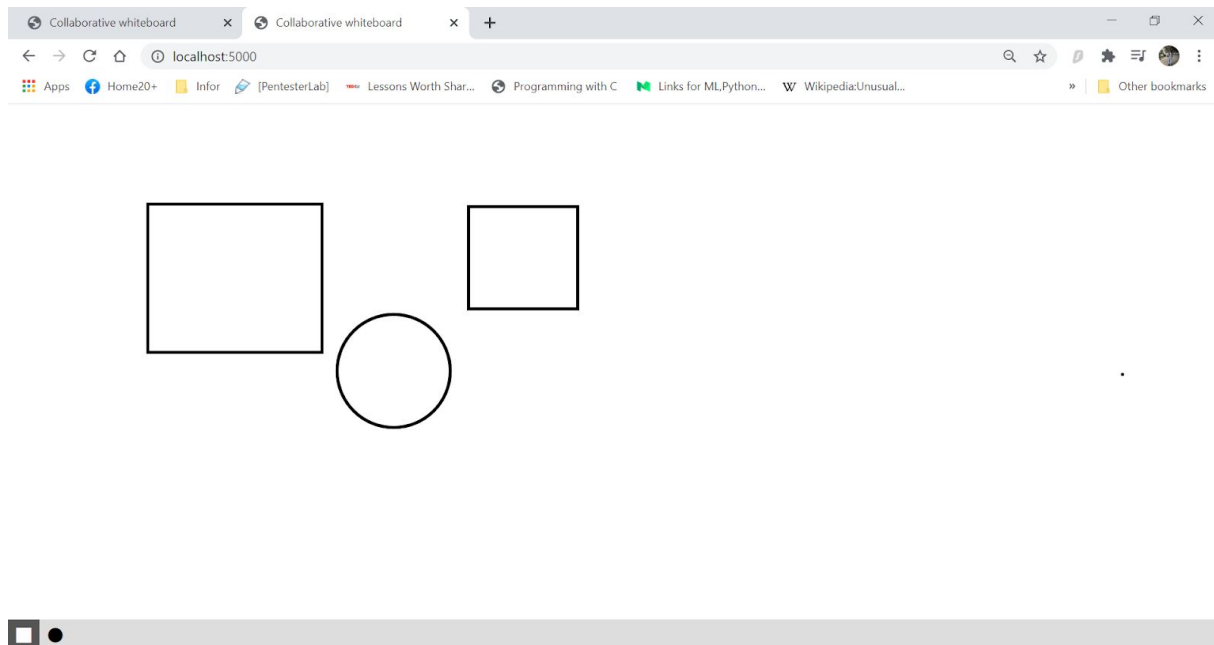 Collaborative whiteboard Collaborative whiteboard
localhost:5000
Apps Home20+ Infor [PentesterLab] Lessons Worth Shar... Programming with C Links for ML,Python... Wikipedia:Unusual... » Other bookmarks